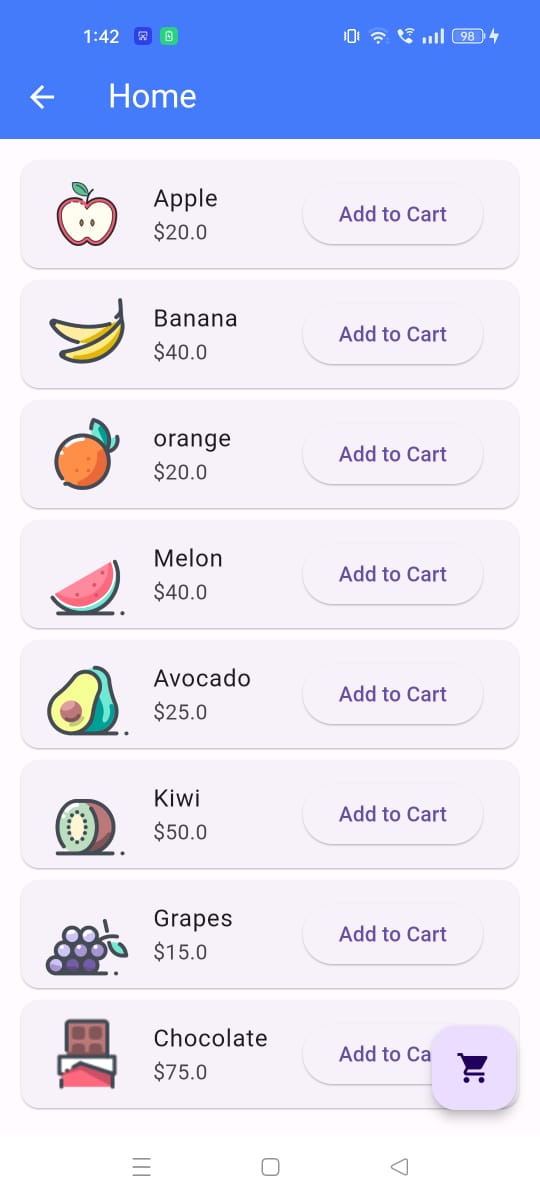 1:42
98
Home
Apple
$20.0
Add to Cart
Banana
$40.0
Add to Cart
orange
$20.0
Add to Cart
Melon
$40.0
Add to Cart
Avocado
$25.0
Add to Cart
Kiwi
$50.0
Add to Cart
Grapes
$15.0
Add to Cart
Chocolate
$75.0
Add to Ca